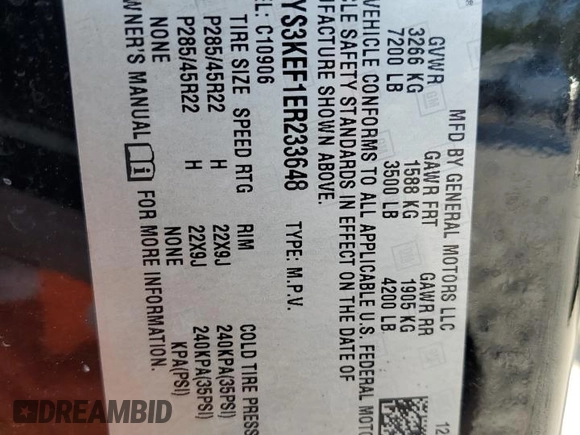 MFD BY GENERAL MOTORS LLC
GVWR GAWR FRT GAWR RR
3266 KG 1588 KG 1905 KG
7200 LB 3500 LB 4200 LB
VEHICLE CONFORMS TO ALL APPLICABLE U.S. FEDERAL
SAFETY STANDARDS IN EFFECT ON THE DATE OF
SHOWN ABOVE.
YS3KEF1ER233648 TYPE: M.P.V.
C10906
TIRE SIZE SPEED RTG RIM COLD TIRE PRESS
P285/45R22 H 22X9J 240KPA(35PSI)
P285/45R22 H 22X9J 240KPA(35PSI)
NONE NONE KPA(PSI)
MANUAL FOR MORE INFORMATION.
12
GM
DREAMBID